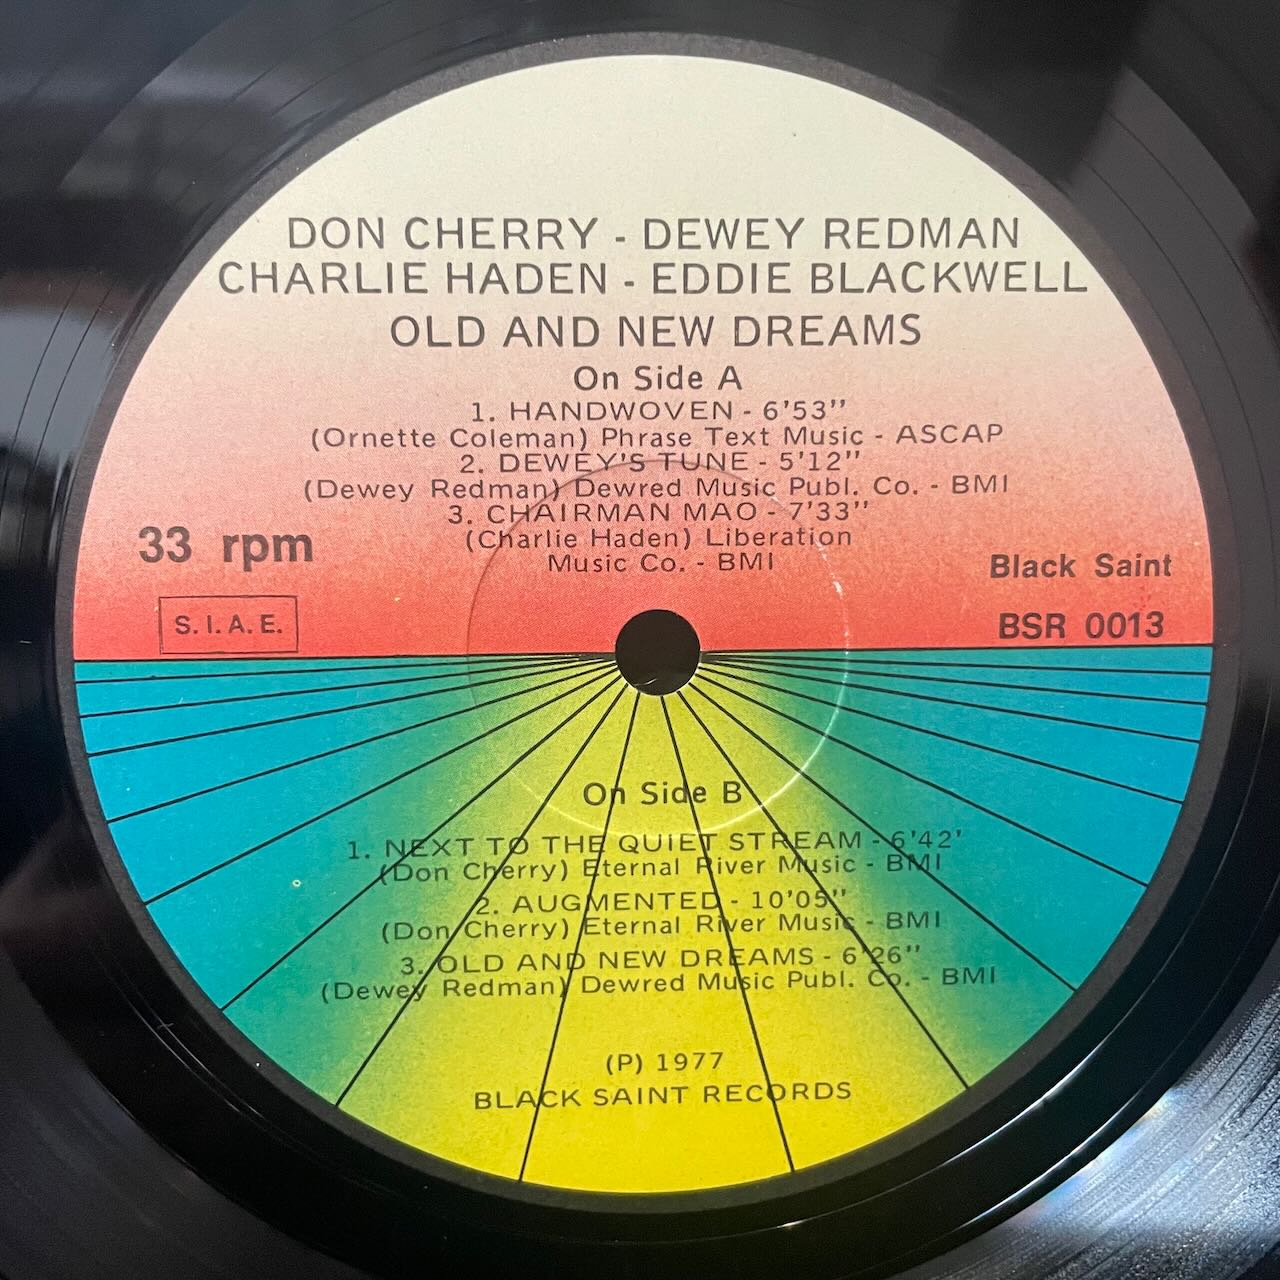 DON CHERRY - DEWEY REDMAN
CHARLIE HADEN - EDDIE BLACKWELL
OLD AND NEW DREAMS
On Side A
1. HANDWOVEN - 6'53''
(Ornette Coleman) Phrase Text Music - ASCAP
2. DEWEY'S TUNE - 5'12''
(Dewey Redman) Dewred Music Publ. Co. - BMI
3. CHAIRMAN MAO - 7'33''
(Charlie Haden) Liberation
Music Co. - BMI
33 rpm
S.I.A.E.
Black Saint
BSR 0013
On Side B
1. NEXT TO THE QUIET STREAM - 6'42'
(Don Cherry) Eternal River Music - BMI
2. AUGMENTED - 10'05''
(Don Cherry) Eternal River Music - BMI
3. OLD AND NEW DREAMS - 6'26''
(Dewey Redman) Dewred Music Publ. Co. - BMI
(P) 1977
BLACK SAINT RECORDS